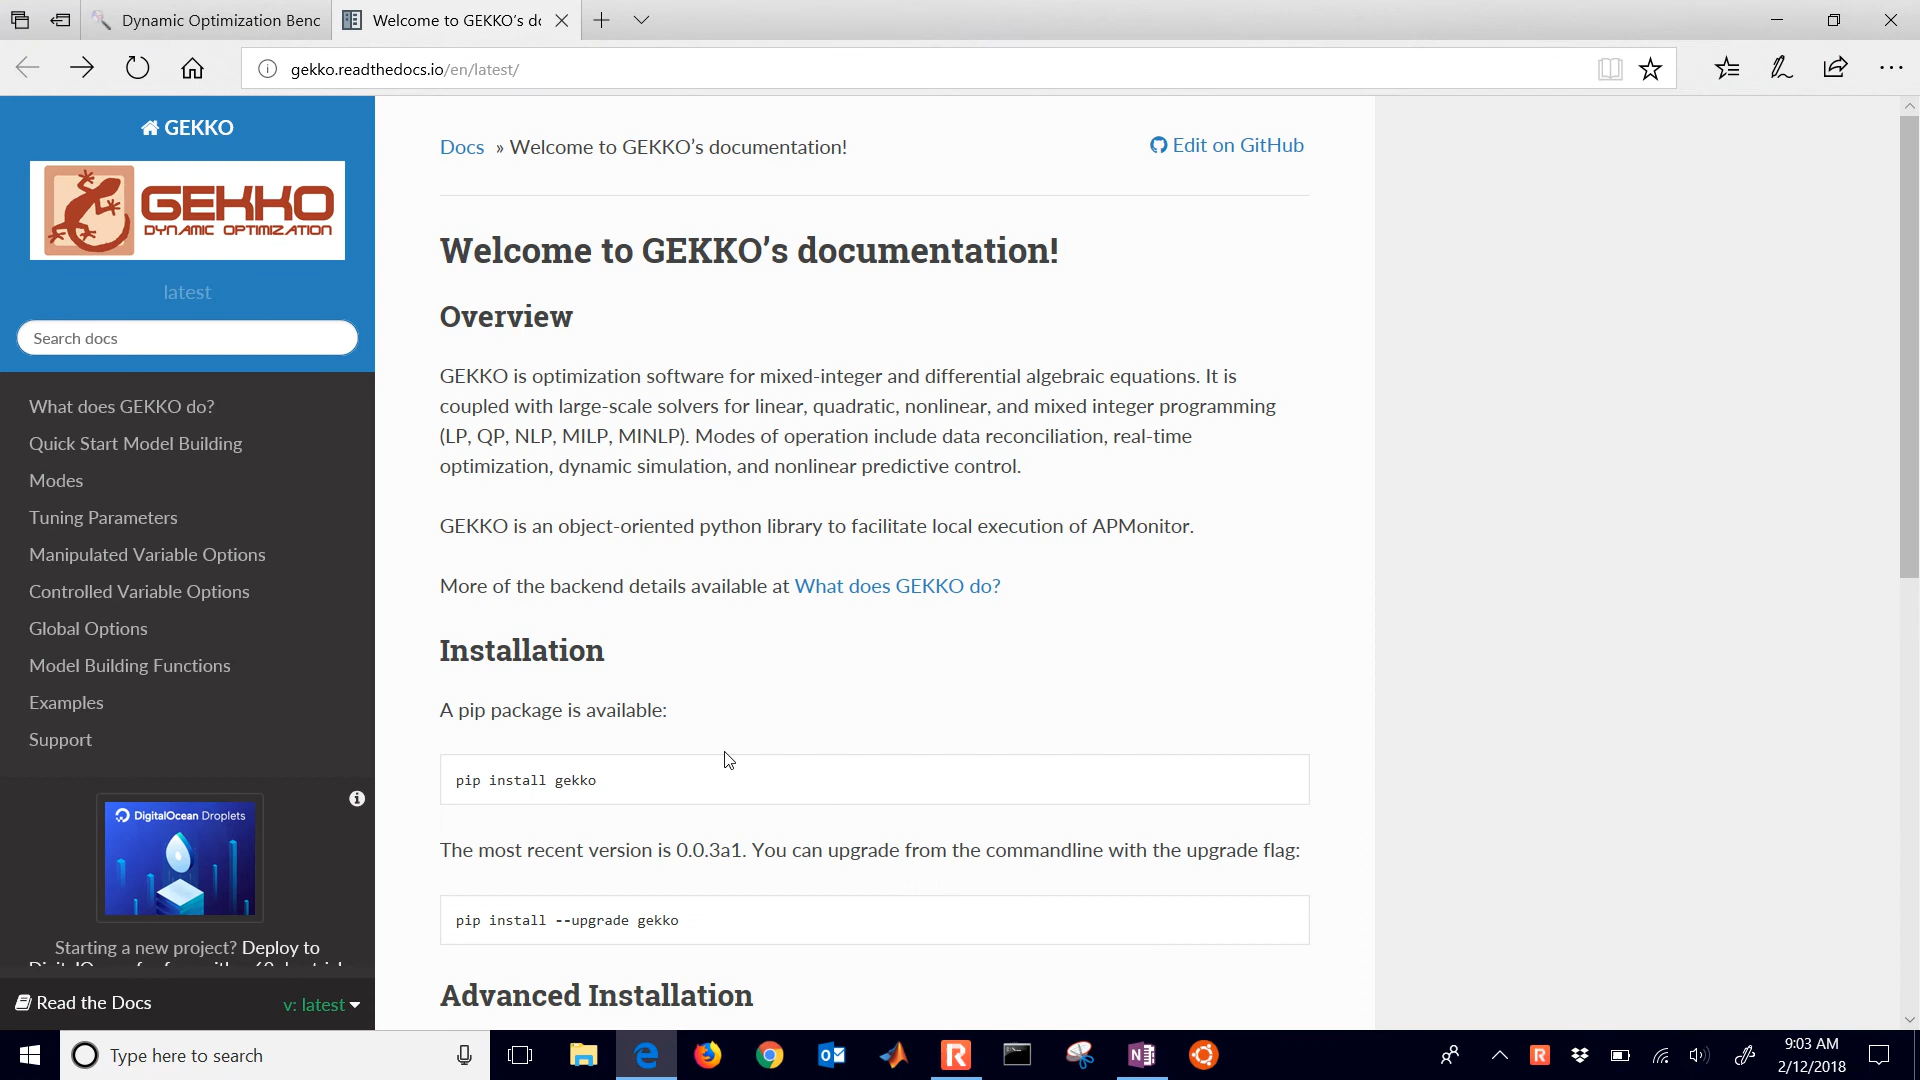 Dynamic Optimization Benc
Welcome to GEKKO's dc
gekko.readthedocs.io/en/latest/
GEKKO
GEKKO
DYNAMIC OPTIMIZATION
latest
Search docs
What does GEKKO do?
Quick Start Model Building
Modes
Tuning Parameters
Manipulated Variable Options
Controlled Variable Options
Global Options
Model Building Functions
Examples
Support
DigitalOcean Droplets
Starting a new project? Deploy to
Read the Docs
v: latest
Docs » Welcome to GEKKO’s documentation!
Edit on GitHub
Welcome to GEKKO’s documentation!
Overview
GEKKO is optimization software for mixed-integer and differential algebraic equations. It is
coupled with large-scale solvers for linear, quadratic, nonlinear, and mixed integer programming
(LP, QP, NLP, MILP, MINLP). Modes of operation include data reconciliation, real-time
optimization, dynamic simulation, and nonlinear predictive control.
GEKKO is an object-oriented python library to facilitate local execution of APMonitor.
More of the backend details available at What does GEKKO do?
Installation
A pip package is available:
pip install gekko
The most recent version is 0.0.3a1. You can upgrade from the commandline with the upgrade flag:
pip install --upgrade gekko
Advanced Installation
Type here to search
9:03 AM
2/12/2018